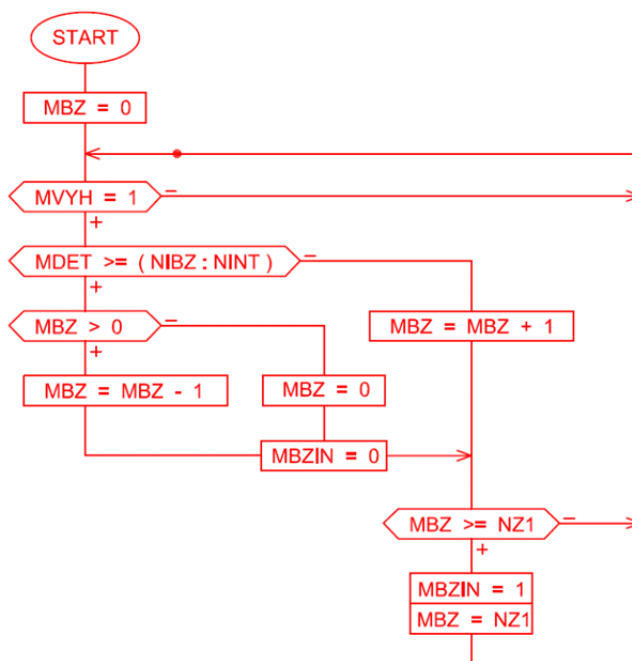 START
MBZ = 0
MVYH = 1
–
+
MDET >= ( NIBZ : NINT )
–
+
MBZ > 0
–
MBZ = MBZ + 1
+
MBZ = MBZ - 1
MBZ = 0
MBZIN = 0
MBZ >= NZ1
–
+
MBZIN = 1
MBZ = NZ1